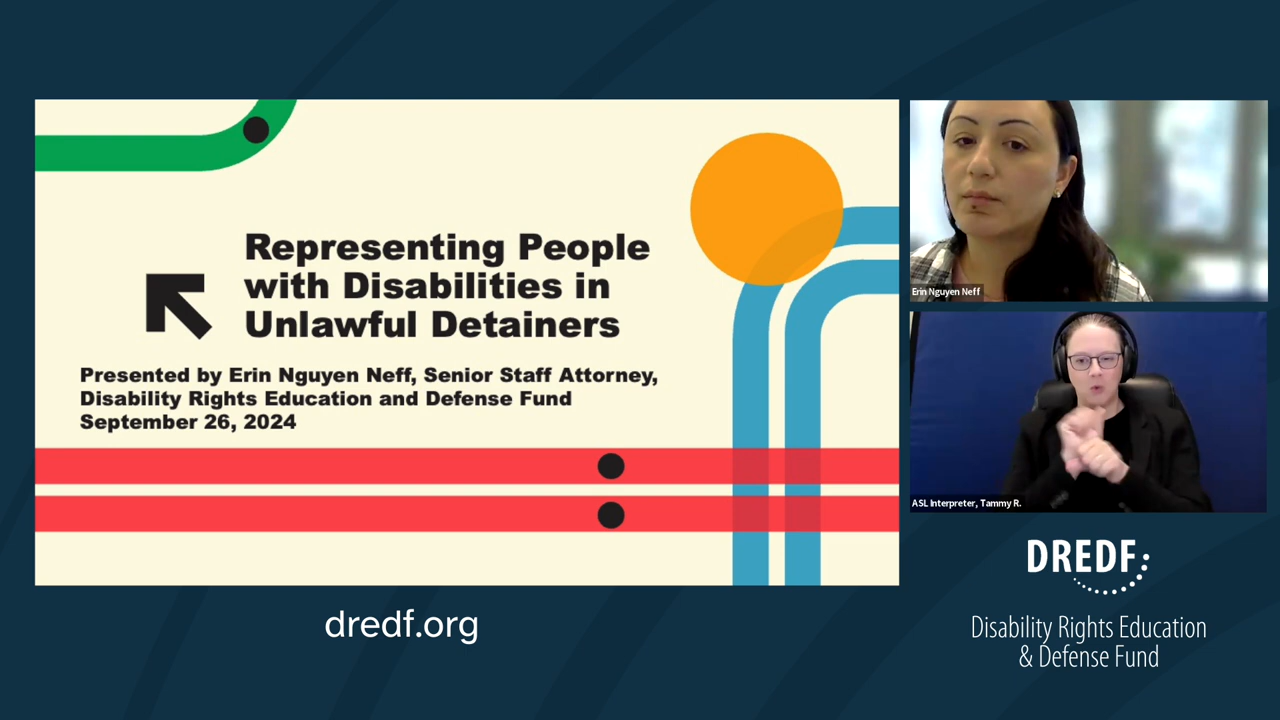 Representing People
with Disabilities in
Unlawful Detainers
Presented by Erin Nguyen Neff, Senior Staff Attorney,
Disability Rights Education and Defense Fund
September 26, 2024
Erin Nguyen Neff
ASL Interpreter, Tammy R.
dredf.org
DREDF
Disability Rights Education
& Defense Fund